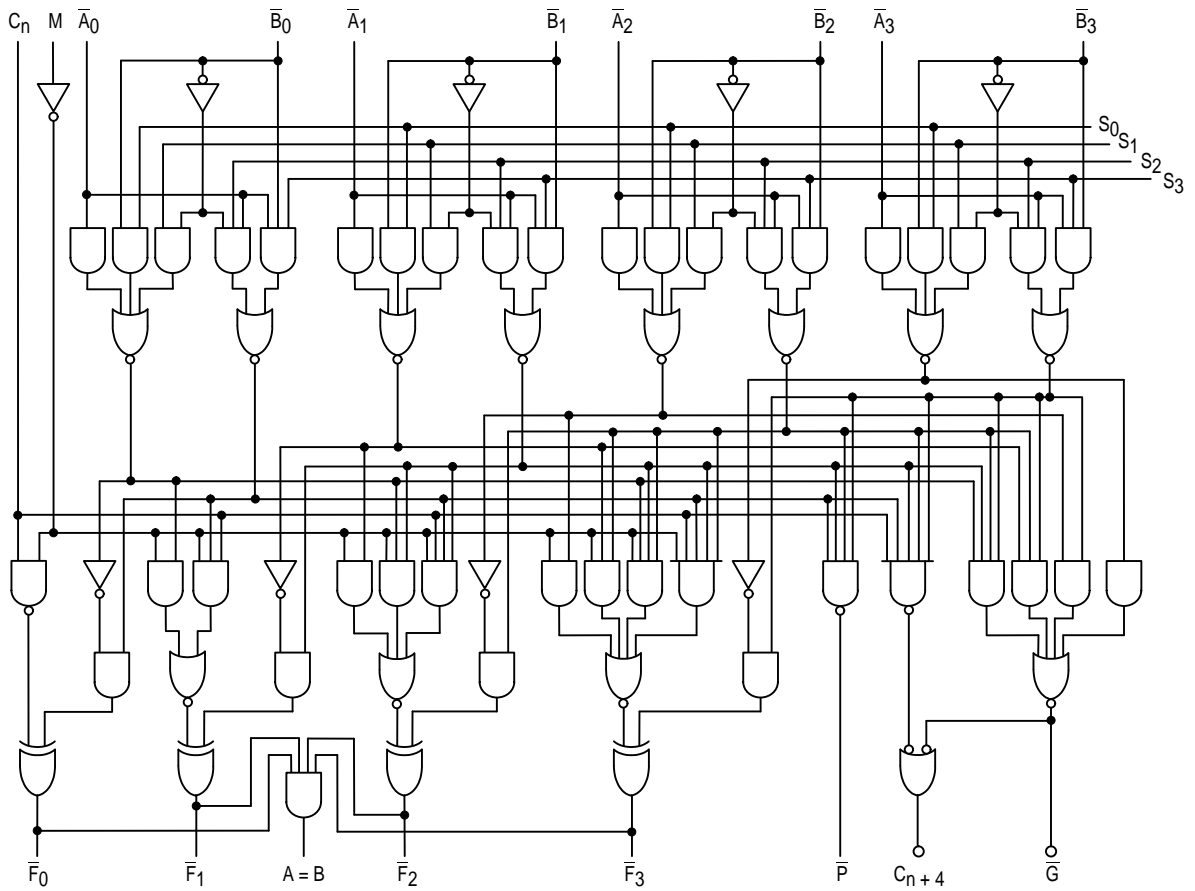 Cn M A̅0 B̅0 A̅1 B̅1 A̅2 B̅2 A̅3 B̅3
S0
S1
S2
S3
F̅0 F̅1 A = B F̅2 F̅3 P̅ Cn + 4 G̅